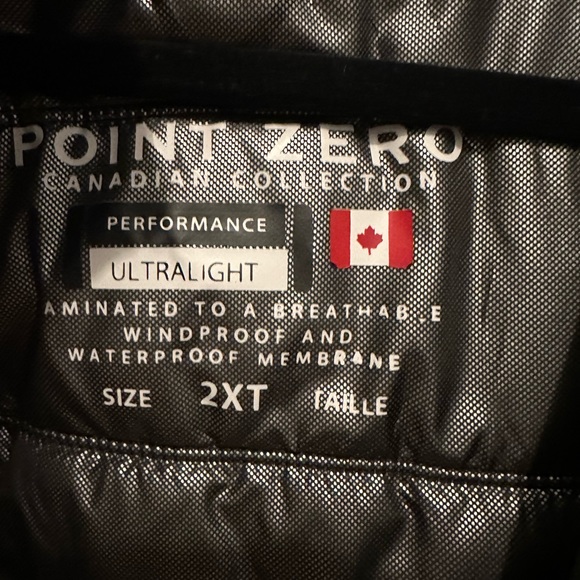 POINT ZERO
CANADIAN COLLECTION
PERFORMANCE
ULTRALIGHT
AMINATED TO A BREATHABLE
WINDPROOF AND
WATERPROOF MEMBRANE
SIZE 2XT TAILLE